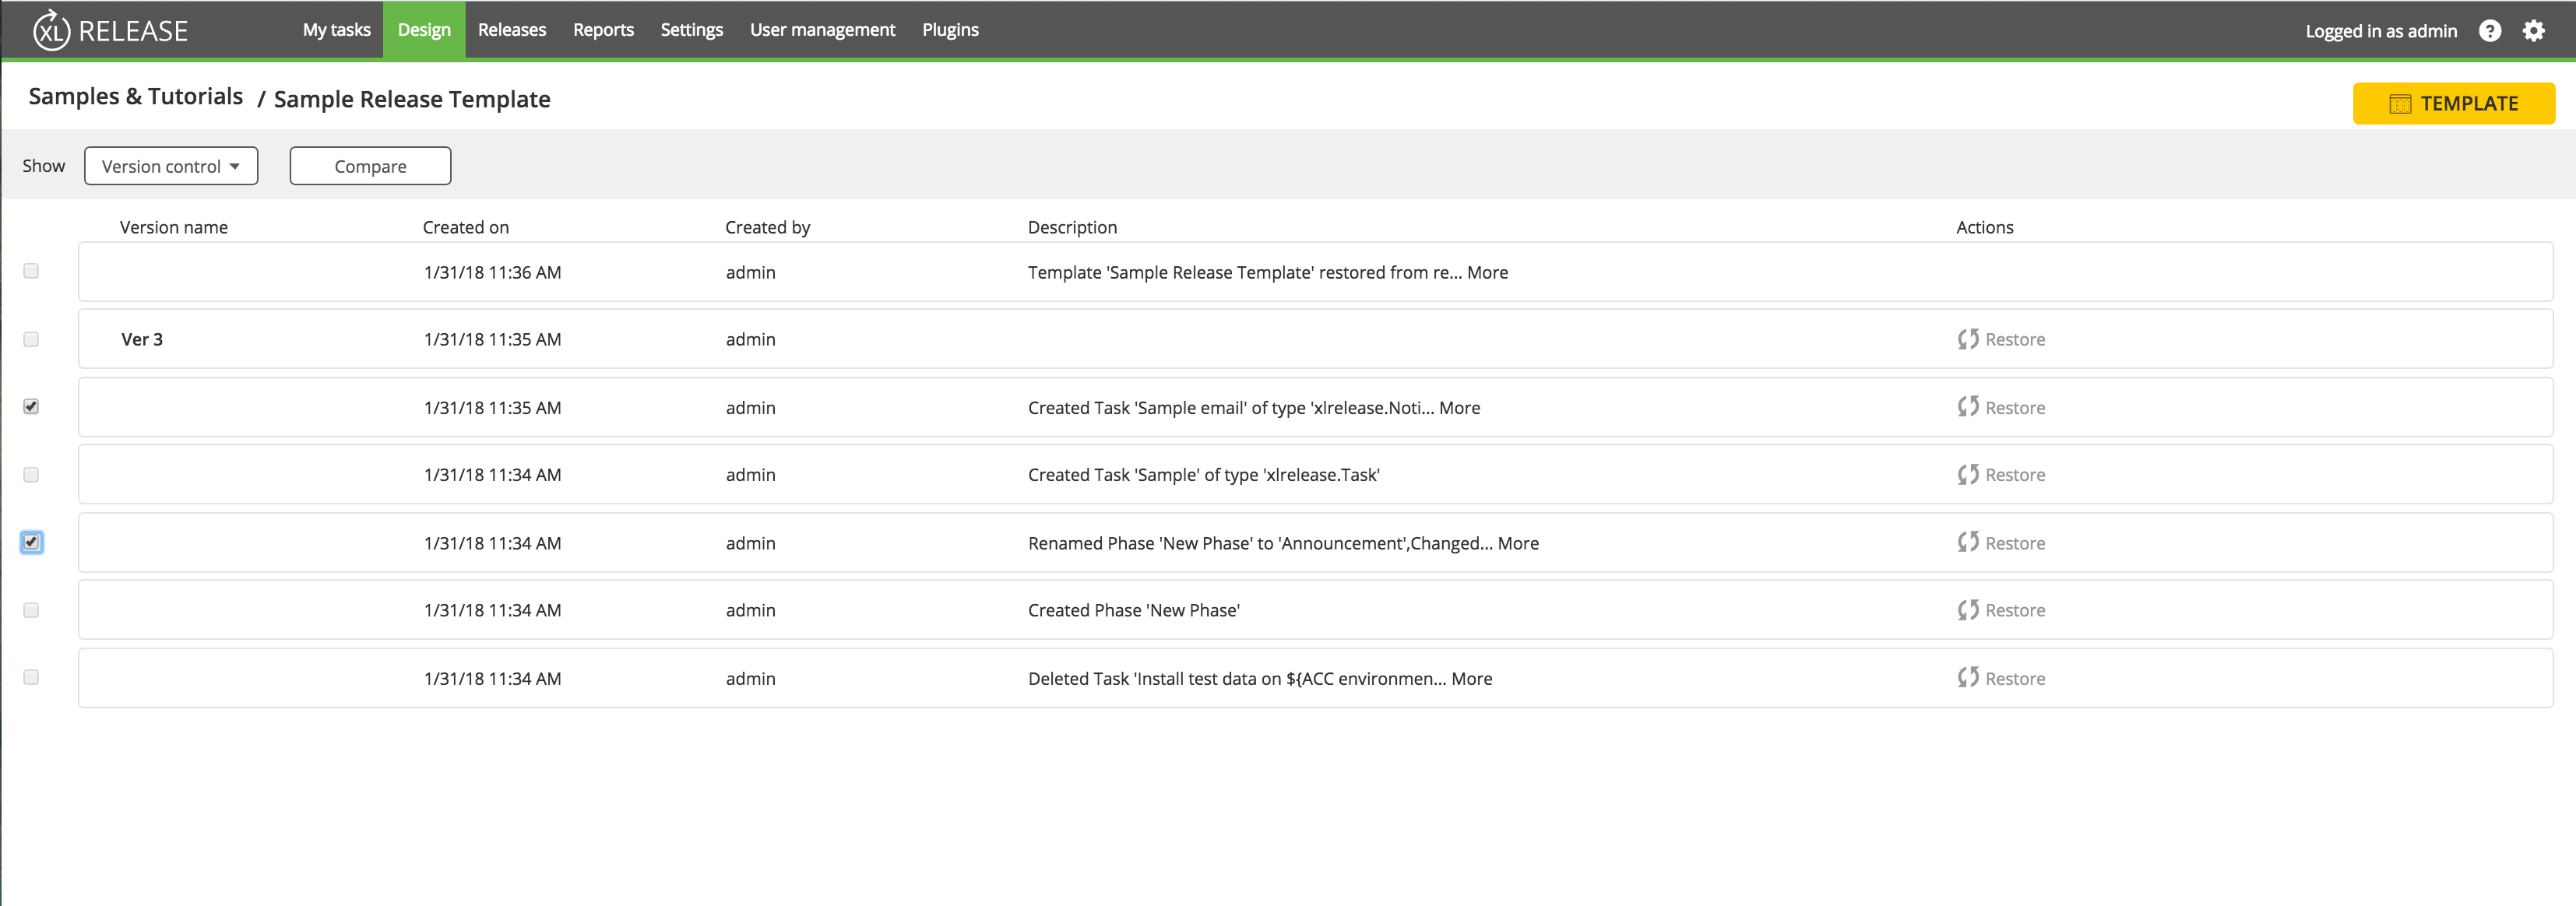 XL RELEASE My tasks Design Releases Reports Settings User management Plugins Logged in as admin ?
Samples & Tutorials / Sample Release Template TEMPLATE
Show Version control Compare
Version name Created on Created by Description Actions
1/31/18 11:36 AM admin Template 'Sample Release Template' restored from re... More
Ver 3 1/31/18 11:35 AM admin Restore
1/31/18 11:35 AM admin Created Task 'Sample email' of type 'xlrelease.Noti... More Restore
1/31/18 11:34 AM admin Created Task 'Sample' of type 'xlrelease.Task' Restore
1/31/18 11:34 AM admin Renamed Phase 'New Phase' to 'Announcement',Changed... More Restore
1/31/18 11:34 AM admin Created Phase 'New Phase' Restore
1/31/18 11:34 AM admin Deleted Task 'Install test data on ${ACC environmen... More Restore